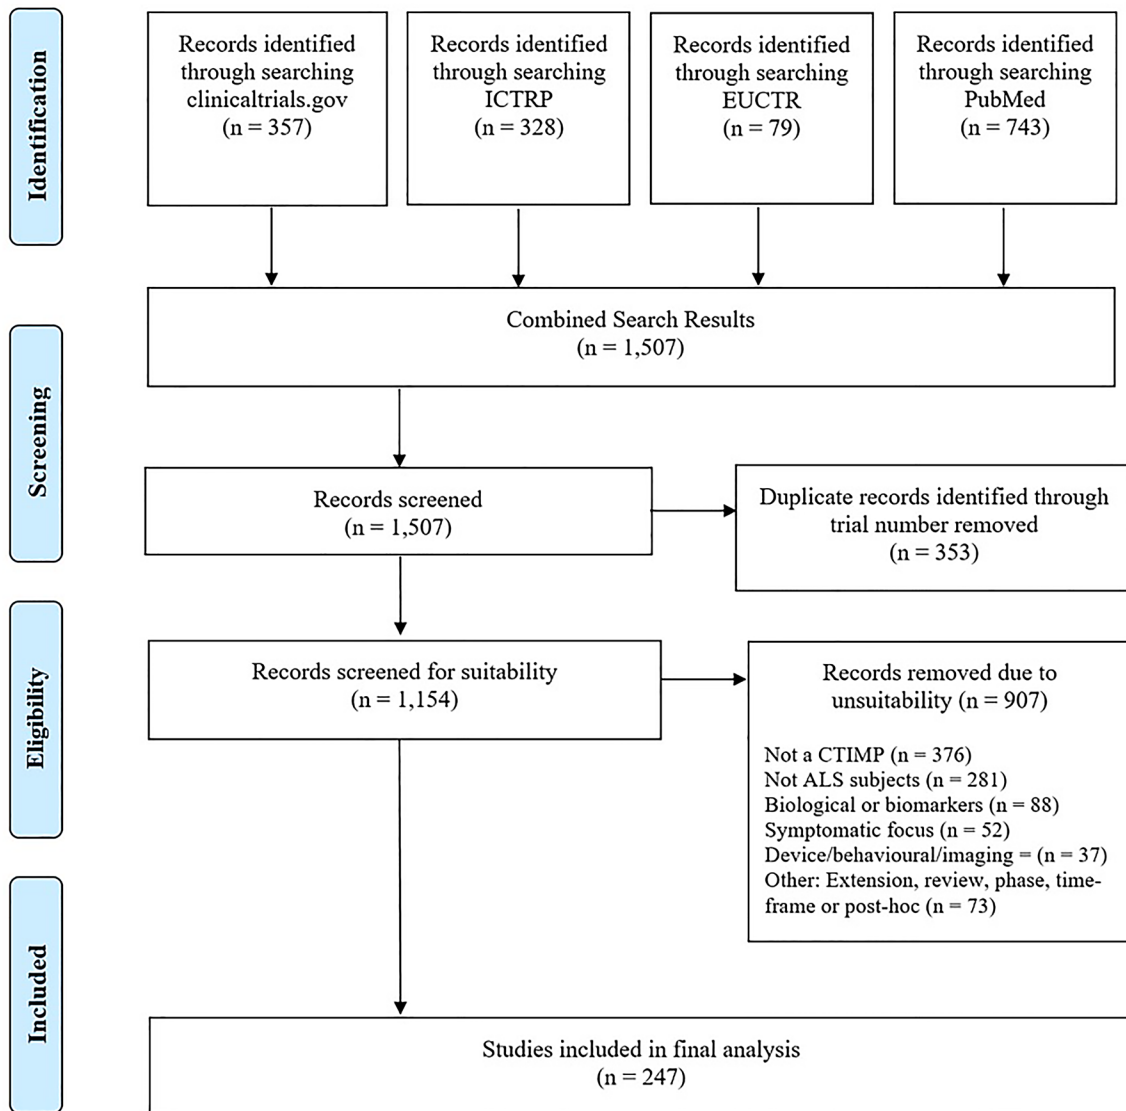 Identification
Records identified
through searching
clinicaltrials.gov
(n = 357)
Records identified
through searching
ICTRP
(n = 328)
Records identified
through searching
EUCTR
(n = 79)
Records identified
through searching
PubMed
(n = 743)
Combined Search Results
(n = 1,507)
Screening
Records screened
(n = 1,507)
Duplicate records identified through
trial number removed
(n = 353)
Eligibility
Records screened for suitability
(n = 1,154)
Records removed due to
unsuitability (n = 907)
Not a CTIMP (n = 376)
Not ALS subjects (n = 281)
Biological or biomarkers (n = 88)
Symptomatic focus (n = 52)
Device/behavioural/imaging = (n = 37)
Other: Extension, review, phase, time-
frame or post-hoc (n = 73)
Included
Studies included in final analysis
(n = 247)